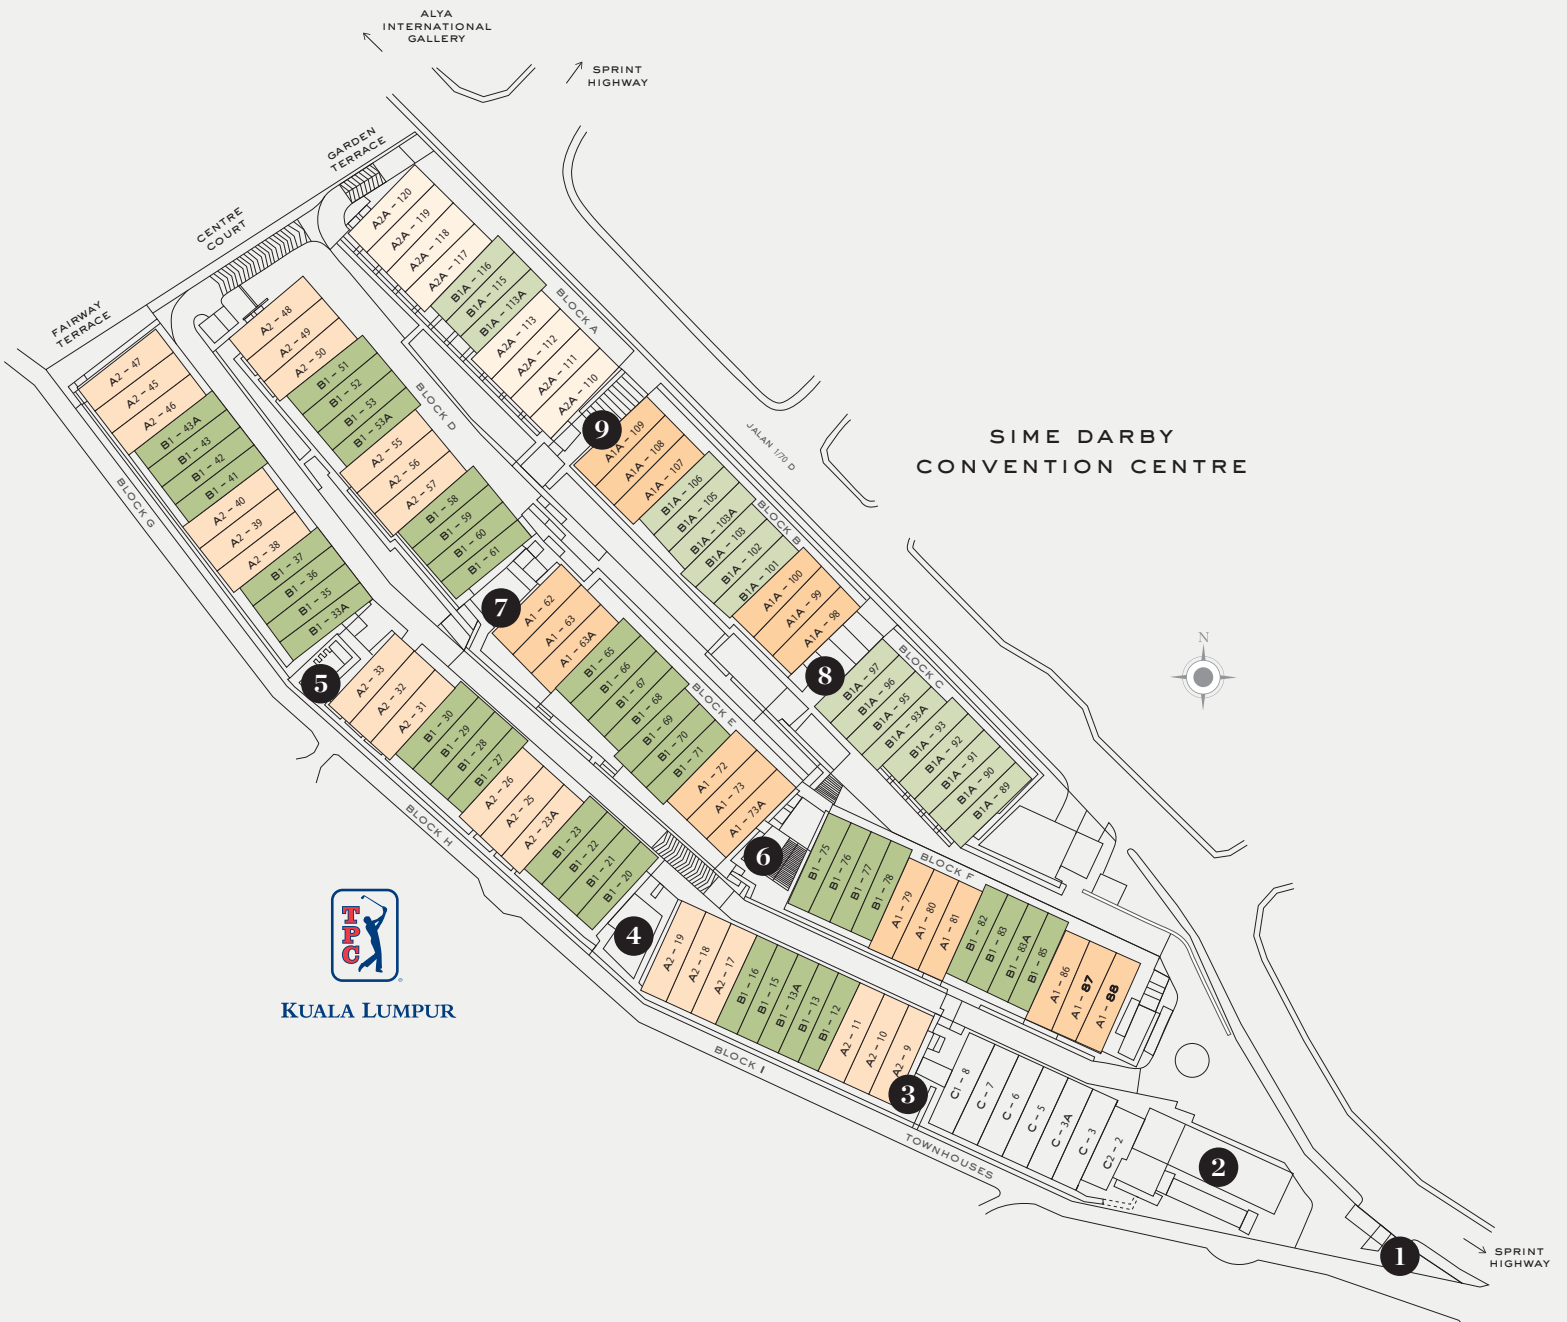 ALYA
INTERNATIONAL
GALLERY
SPRINT
HIGHWAY
GARDEN
TERRACE
CENTRE
COURT
FAIRWAY
TERRACE
A2A – 120
A2A – 119
A2A – 118
A2A – 117
B1A – 116
B1A – 115
B1A – 113A
A2A – 113
A2A – 112
A2A – 111
A2A – 110
BLOCK A
9
A1A – 109
A1A – 108
A1A – 107
B1A – 106
B1A – 105
B1A – 103A
B1A – 103
B1A – 102
B1A – 101
A1A – 100
A1A – 99
A1A – 98
BLOCK B
JALAN 1/70 D
SIME DARBY
CONVENTION CENTRE
N
8
B1A – 97
B1A – 96
B1A – 95
B1A – 93A
B1A – 93
B1A – 92
B1A – 91
B1A – 90
B1A – 89
BLOCK C
A2 – 48
A2 – 49
A2 – 50
B1 – 51
B1 – 52
B1 – 53
B1 – 53A
A2 – 55
A2 – 56
A2 – 57
B1 – 58
B1 – 59
B1 – 60
B1 – 61
BLOCK D
7
A1 – 62
A1 – 63
A1 – 63A
B1 – 65
B1 – 66
B1 – 67
B1 – 68
B1 – 69
B1 – 70
B1 – 71
A1 – 72
A1 – 73
A1 – 73A
BLOCK E
6
B1 – 75
B1 – 76
B1 – 77
B1 – 78
A1 – 79
A1 – 80
A1 – 81
B1 – 82
B1 – 83
B1 – 83A
B1 – 85
A1 – 86
A1 – 87
A1 – 88
BLOCK F
A2 – 47
A2 – 45
A2 – 46
B1 – 43A
B1 – 43
B1 – 42
B1 – 41
A2 – 40
A2 – 39
A2 – 38
B1 – 37
B1 – 36
B1 – 35
B1 – 33A
BLOCK G
5
A2 – 33
A2 – 32
A2 – 31
B1 – 30
B1 – 29
B1 – 28
B1 – 27
A2 – 26
A2 – 25
A2 – 23A
B1 – 23
B1 – 22
B1 – 21
B1 – 20
BLOCK H
4
A2 – 19
A2 – 18
A2 – 17
B1 – 16
B1 – 15
B1 – 13A
B1 – 13
B1 – 12
A2 – 11
A2 – 10
A2 – 9
BLOCK I
3
C1 – 8
C – 7
C – 6
C – 5
C – 3A
C – 3
C2 – 2
TOWNHOUSES
2
1
SPRINT
HIGHWAY
TPC
KUALA LUMPUR